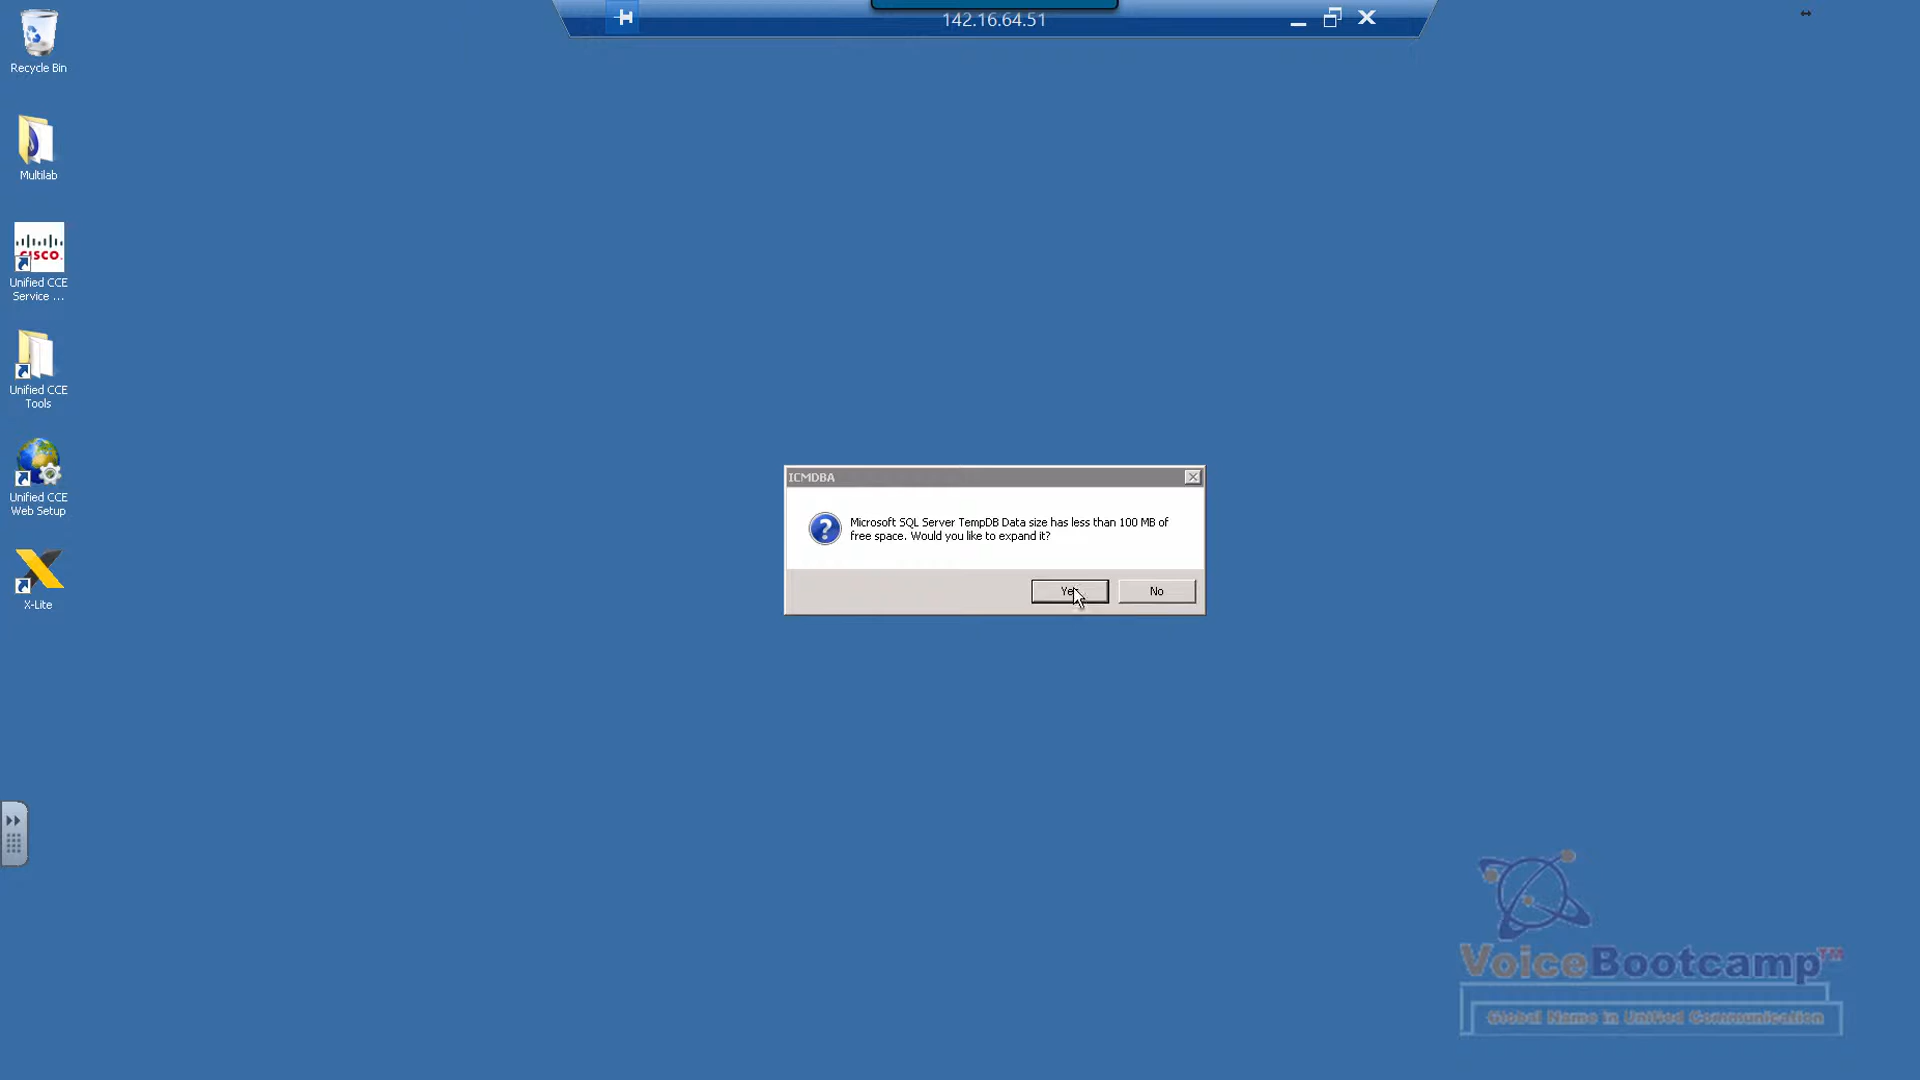 142.16.64.51
Recycle Bin
Multilab
CISCO.
Unified CCE
Service ...
Unified CCE
Tools
Unified CCE
Web Setup
X-Lite
ICMDBA
Microsoft SQL Server TempDB Data size has less than 100 MB of
free space. Would you like to expand it?
Yes
No
VoiceBootcamp™
Global Name in Unified Communication